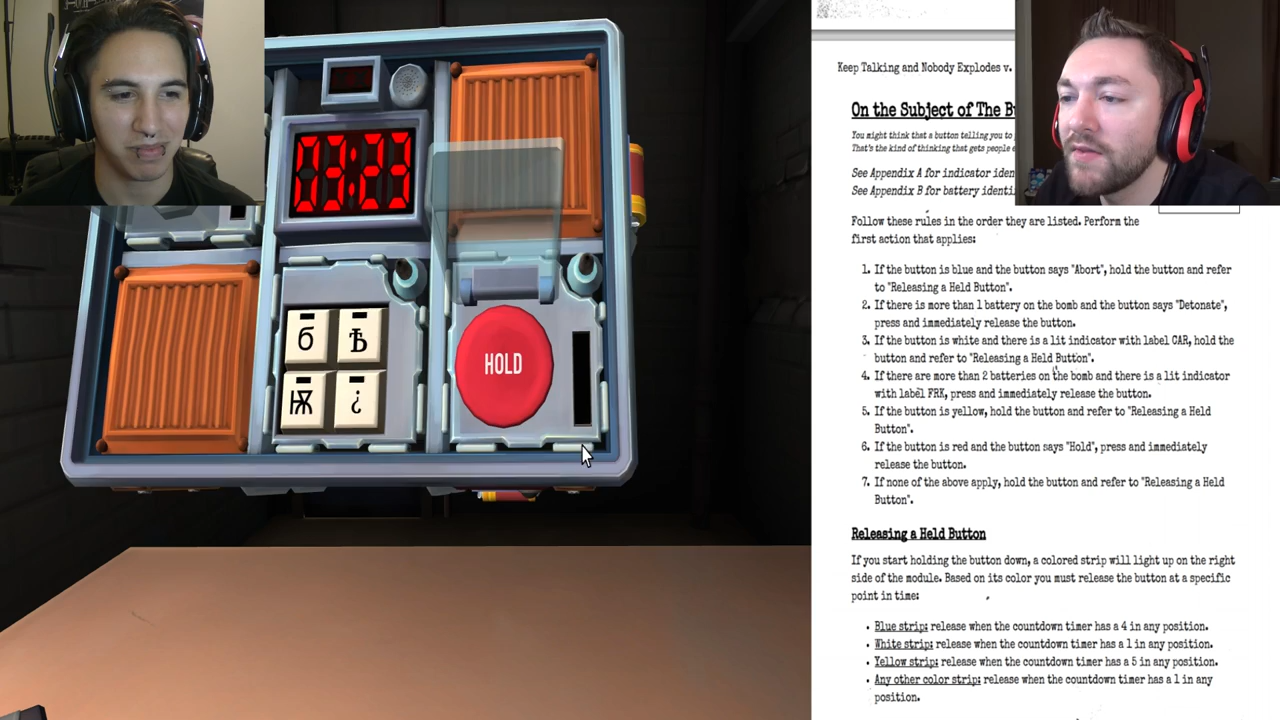 03:23
HOLD
б Ѣ
Ѭ ¿
Keep Talking and Nobody Explodes v.
On the Subject of The
You might think that a button telling you to
That's the kind of thinking that gets people
See Appendix A for indicator
See Appendix B for battery
Follow these rules in the order they are listed. Perform the
first action that applies:
1. If the button is blue and the button says "Abort", hold the button and refer
to "Releasing a Held Button".
2. If there is more than 1 battery on the bomb and the button says "Detonate",
press and immediately release the button.
3. If the button is white and there is a lit indicator with label CAR, hold the
button and refer to "Releasing a Held Button".
4. If there are more than 2 batteries on the bomb and there is a lit indicator
with label FRK, press and immediately release the button.
5. If the button is yellow, hold the button and refer to "Releasing a Held
Button".
6. If the button is red and the button says "Hold", press and immediately
release the button.
7. If none of the above apply, hold the button and refer to "Releasing a Held
Button".
Releasing a Held Button
If you start holding the button down, a colored strip will light up on the right
side of the module. Based on its color you must release the button at a specific
point in time:
• Blue strip: release when the countdown timer has a 4 in any position.
• White strip: release when the countdown timer has a 1 in any position.
• Yellow strip: release when the countdown timer has a 5 in any position.
• Any other color strip: release when the countdown timer has a 1 in any
position.